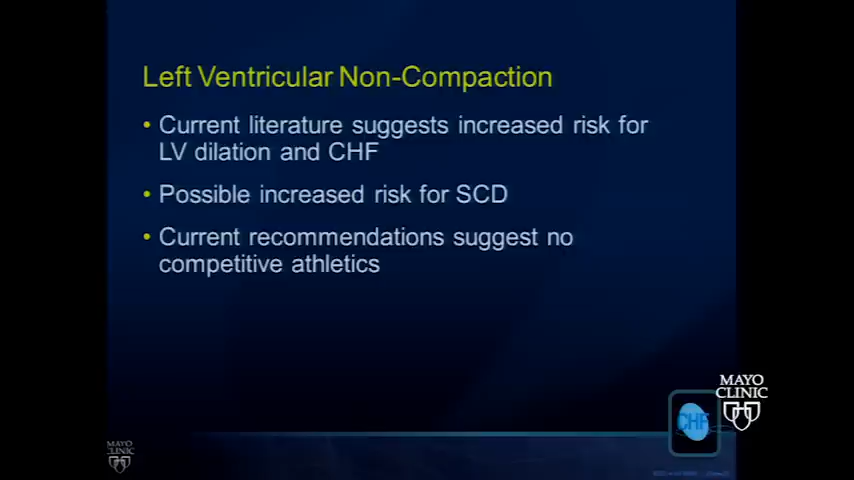 Left Ventricular Non-Compaction
• Current literature suggests increased risk for
LV dilation and CHF
• Possible increased risk for SCD
• Current recommendations suggest no
competitive athletics
MAYO
CLINIC
CHF
MAYO
CLINIC